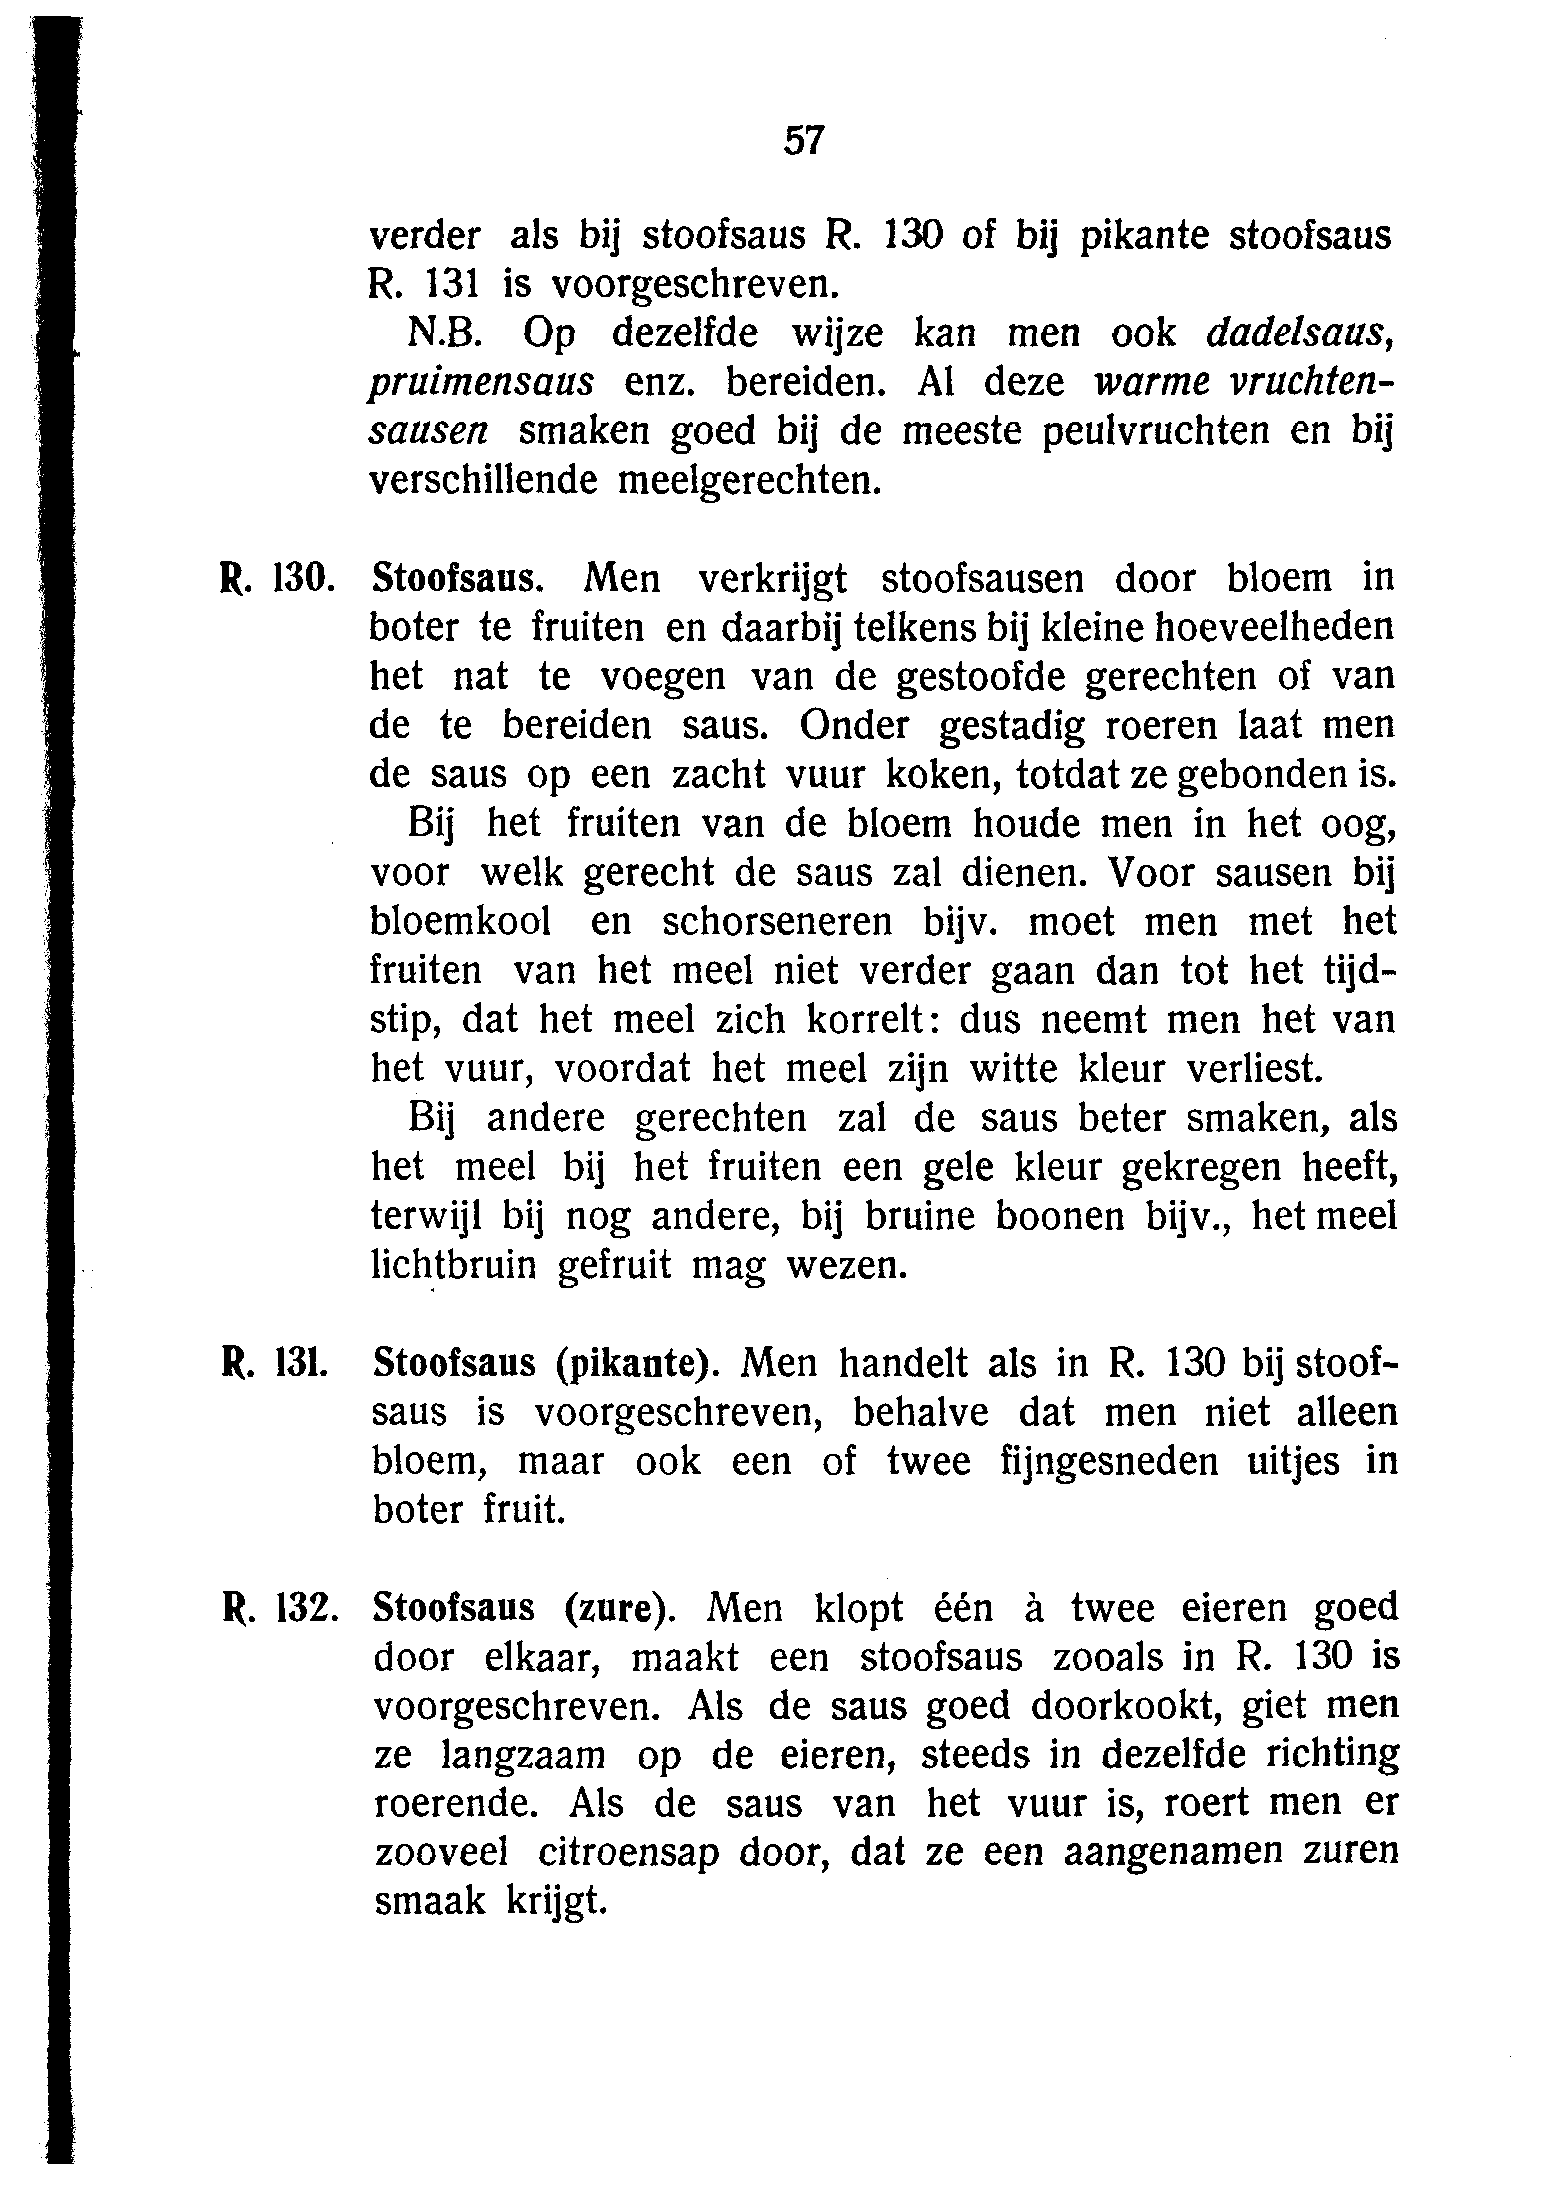 57
verder als bij stoofsaus R. 130 of bij pikante stoofsaus
R. 131 is voorgeschreven.
N.B. Op dezelfde wijze kan men ook dadelsaus,
pruimensaus enz. bereiden. Al deze warme vruchten-
sausen smaken goed bij de meeste peulvruchten en bij
verschillende meelgerechten.
R. 130. Stoofsaus. Men verkrijgt stoofsausen door bloem in
boter te fruiten en daarbij telkens bij kleine hoeveelheden
het nat te voegen van de gestoofde gerechten of van
de te bereiden saus. Onder gestadig roeren laat men
de saus op een zacht vuur koken, totdat ze gebonden is.
Bij het fruiten van de bloem houde men in het oog,
voor welk gerecht de saus zal dienen. Voor sausen bij
bloemkool en schorseneren bijv. moet men met het
fruiten van het meel niet verder gaan dan tot het tijd-
stip, dat het meel zich korrelt: dus neemt men het van
het vuur, voordat het meel zijn witte kleur verliest.
Bij andere gerechten zal de saus beter smaken, als
het meel bij het fruiten een gele kleur gekregen heeft,
terwijl bij nog andere, bij bruine boonen bijv., het meel
lichtbruin gefruit mag wezen.
R. 131. Stoofsaus (pikante). Men handelt als in R. 130 bij stoof-
saus is voorgeschreven, behalve dat men niet alleen
bloem, maar ook een of twee fijngesneden uitjes in
boter fruit.
R. 132. Stoofsaus (zure). Men klopt één à twee eieren goed
door elkaar, maakt een stoofsaus zooals in R. 130 is
voorgeschreven. Als de saus goed doorkookt, giet men
ze langzaam op de eieren, steeds in dezelfde richting
roerende. Als de saus van het vuur is, roert men er
zooveel citroensap door, dat ze een aangenamen zuren
smaak krijgt.